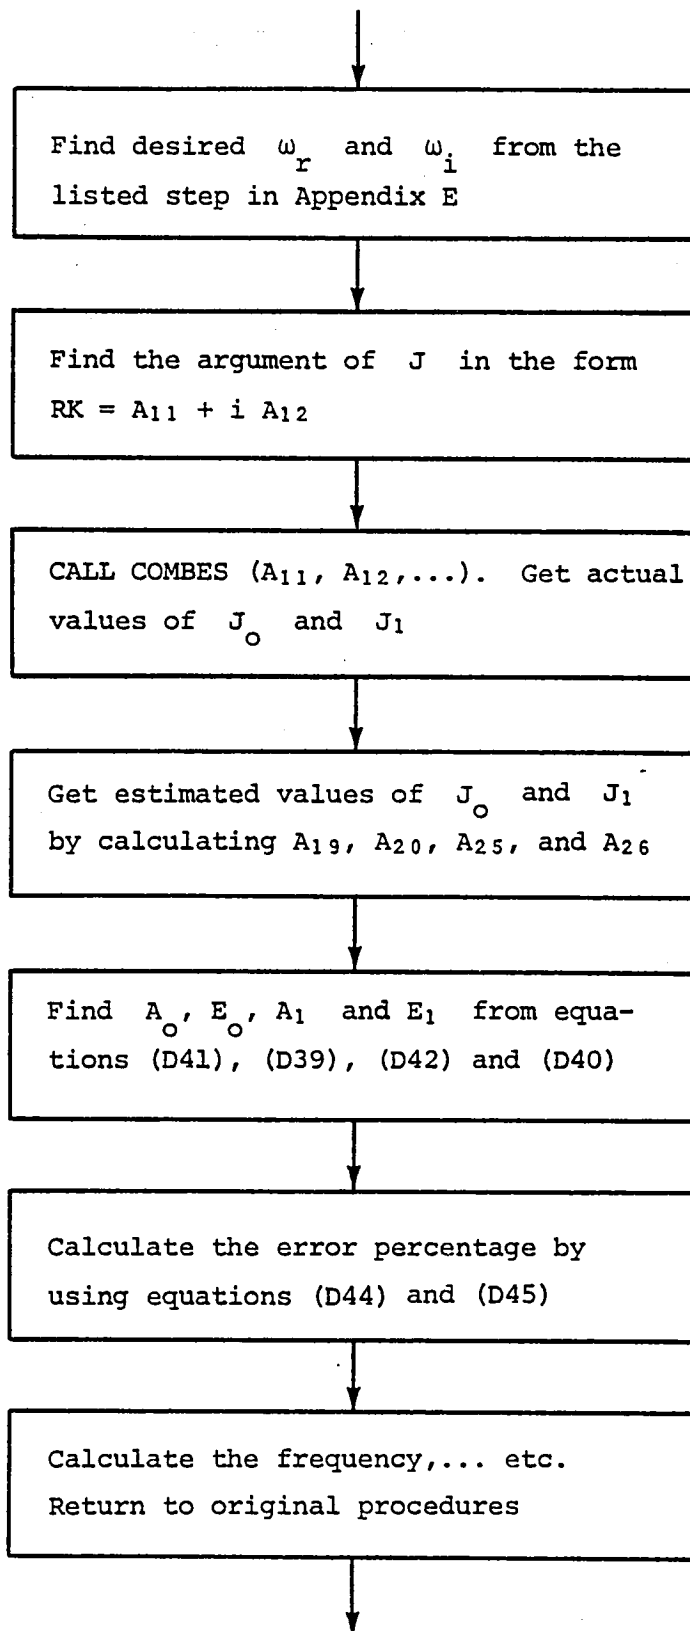 Find desired ω_r and ω_i from the
listed step in Appendix E
Find the argument of J in the form
RK = A₁₁ + i A₁₂
CALL COMBES (A₁₁, A₁₂,...). Get actual
values of J_o and J₁
Get estimated values of J_o and J₁
by calculating A₁₉, A₂₀, A₂₅, and A₂₆
Find A_o, E_o, A₁ and E₁ from equa-
tions (D41), (D39), (D42) and (D40)
Calculate the error percentage by
using equations (D44) and (D45)
Calculate the frequency,... etc.
Return to original procedures